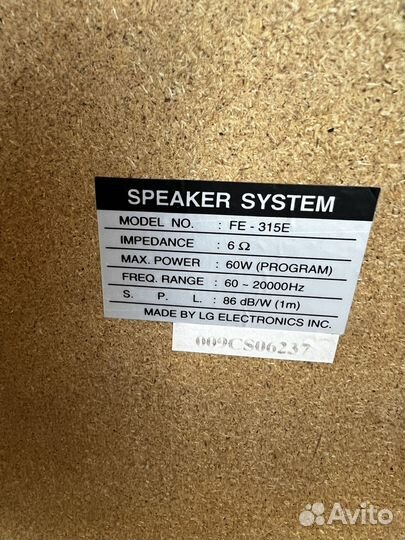 SPEAKER SYSTEM
MODEL NO. : FE - 315E
IMPEDANCE : 6 Ω
MAX. POWER : 60W (PROGRAM)
FREQ. RANGE : 60 ~ 20000Hz
S. P. L. : 86 dB/W (1m)
MADE BY LG ELECTRONICS INC.
009CS06237
Avito